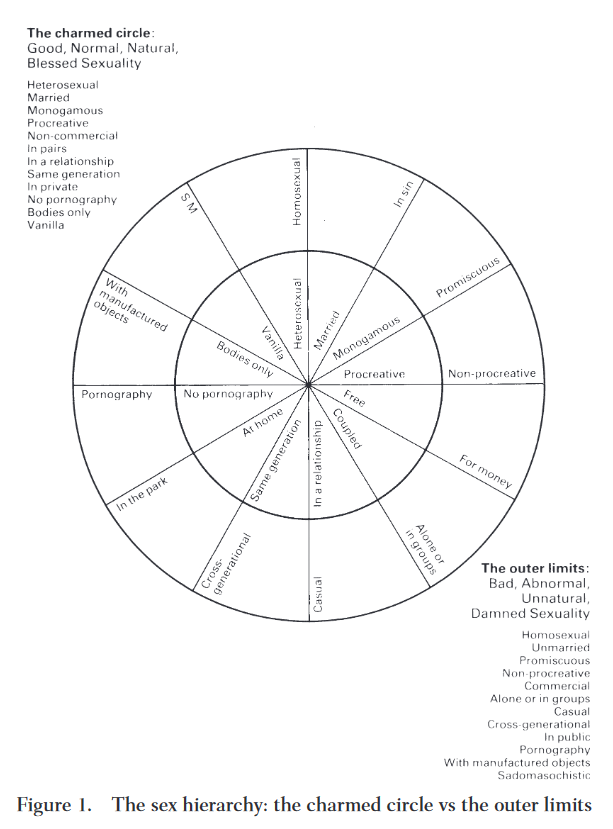 The charmed circle:
Good, Normal, Natural,
Blessed Sexuality
Heterosexual
Married
Monogamous
Procreative
Non-commercial
In pairs
In a relationship
Same generation
In private
No pornography
Bodies only
Vanilla
Homosexual
In sin
Promiscuous
Non-procreative
For money
Alone or
in groups
Casual
Cross-
generational
In the park
Pornography
With
manufactured
objects
S M
Heterosexual
Married
Monogamous
Procreative
Free
Coupled
In a relationship
Same generation
At home
No pornography
Bodies only
Vanilla
The outer limits:
Bad, Abnormal,
Unnatural,
Damned Sexuality
Homosexual
Unmarried
Promiscuous
Non-procreative
Commercial
Alone or in groups
Casual
Cross-generational
In public
Pornography
With manufactured objects
Sadomasochistic
Figure 1. The sex hierarchy: the charmed circle vs the outer limits